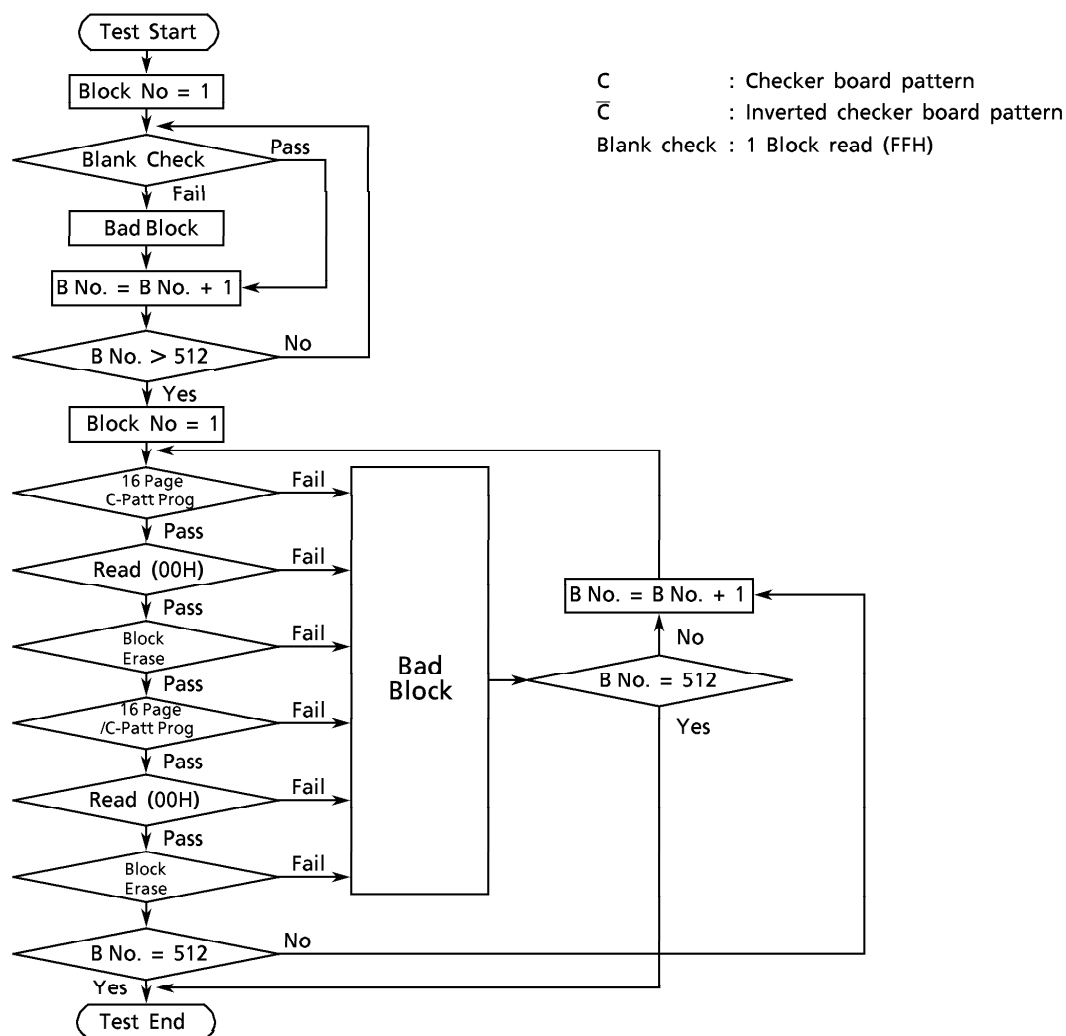 Test Start
Block No = 1
Blank Check
Pass
Fail
Bad Block
B No. = B No. + 1
B No. > 512
No
Yes
Block No = 1
16 Page
C-Patt Prog
Fail
Pass
Read (00H)
Fail
Pass
Block
Erase
Fail
Pass
16 Page
/C-Patt Prog
Fail
Pass
Read (00H)
Fail
Pass
Block
Erase
Fail
B No. = 512
No
Yes
Test End
Bad
Block
B No. = B No. + 1
No
B No. = 512
Yes
C : Checker board pattern
C̅ : Inverted checker board pattern
Blank check : 1 Block read (FFH)